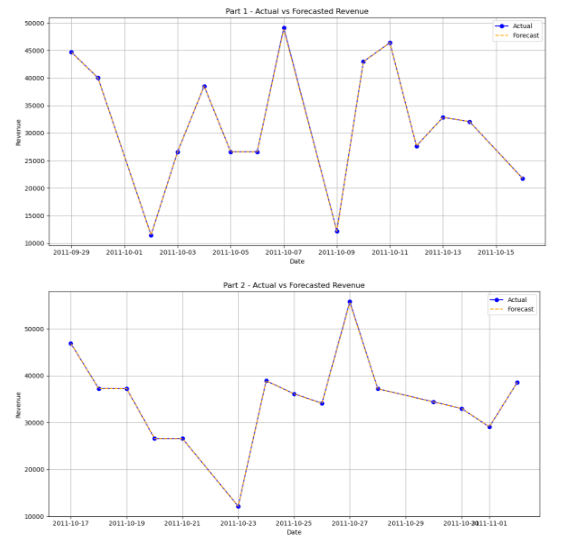 Part 1 - Actual vs Forecasted Revenue
50000
45000
40000
35000
30000
25000
20000
15000
10000
Revenue
Actual
Forecast
2011-09-29 2011-10-01 2011-10-03 2011-10-05 2011-10-07 2011-10-09 2011-10-11 2011-10-13 2011-10-15
Date
Part 2 - Actual vs Forecasted Revenue
50000
40000
30000
20000
10000
Revenue
Actual
Forecast
2011-10-17 2011-10-19 2011-10-21 2011-10-23 2011-10-25 2011-10-27 2011-10-29 2011-11-01
Date